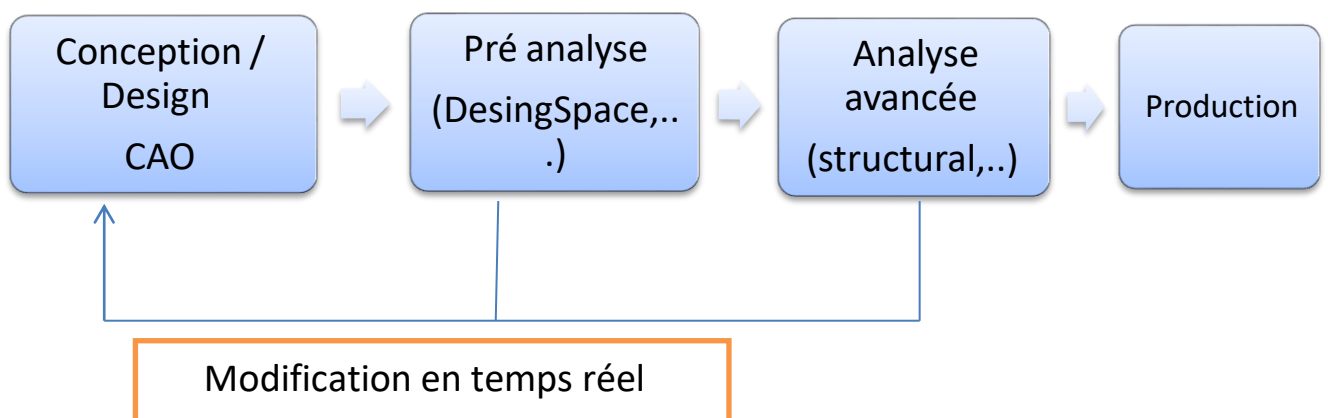 Conception /
Design
CAO
Pré analyse
(DesingSpace,..
.)
Analyse
avancée
(structural,..)
Production
Modification en temps réel